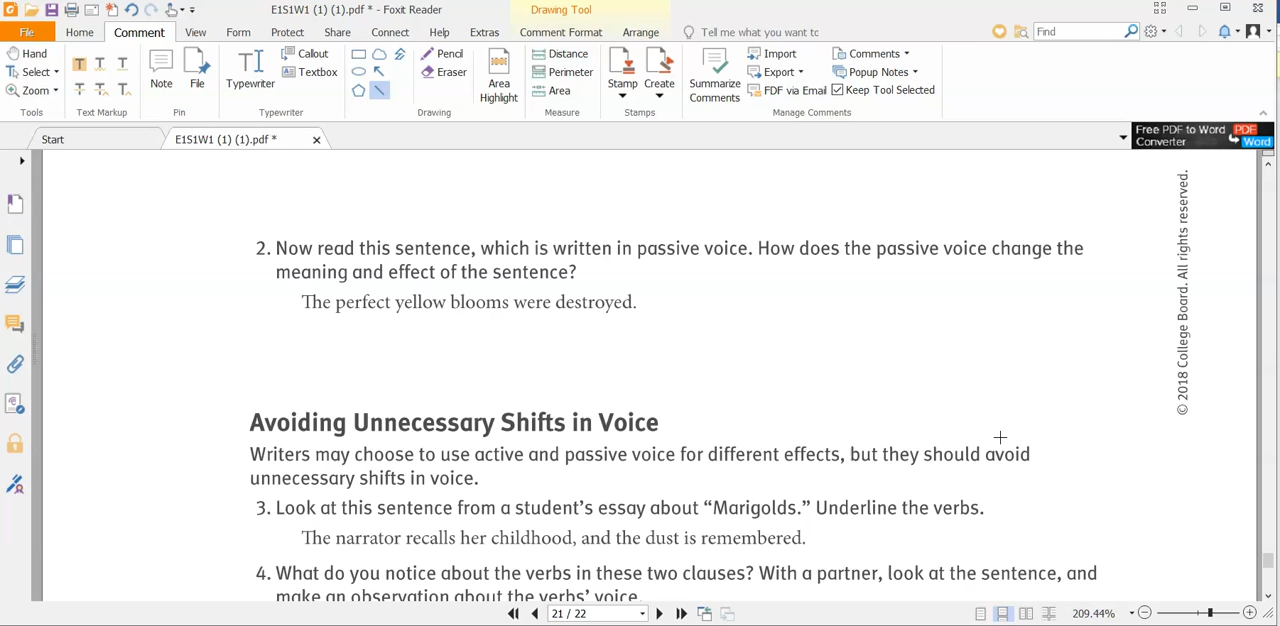 E1S1W1 (1) (1).pdf * - Foxit Reader
Drawing Tool
File
Home
Comment
View
Form
Protect
Share
Connect
Help
Extras
Comment Format
Arrange
Tell me what you want tc
Find
Hand
Select
Zoom
Tools
Text Markup
Note
File
Pin
Typewriter
Callout
Textbox
Typewriter
Pencil
Eraser
Area
Highlight
Drawing
Distance
Perimeter
Area
Measure
Stamp
Create
Stamps
Summarize
Comments
Import
Export
FDF via Email
Comments
Popup Notes
Keep Tool Selected
Manage Comments
Start
E1S1W1 (1) (1).pdf *
Free PDF to Word
Converter
PDF
Word
2. Now read this sentence, which is written in passive voice. How does the passive voice change the
meaning and effect of the sentence?
The perfect yellow blooms were destroyed.
© 2018 College Board. All rights reserved.
Avoiding Unnecessary Shifts in Voice
Writers may choose to use active and passive voice for different effects, but they should avoid
unnecessary shifts in voice.
3. Look at this sentence from a student's essay about “Marigolds.” Underline the verbs.
The narrator recalls her childhood, and the dust is remembered.
4. What do you notice about the verbs in these two clauses? With a partner, look at the sentence, and
make an observation about the verbs’ voice.
21 / 22
209.44%